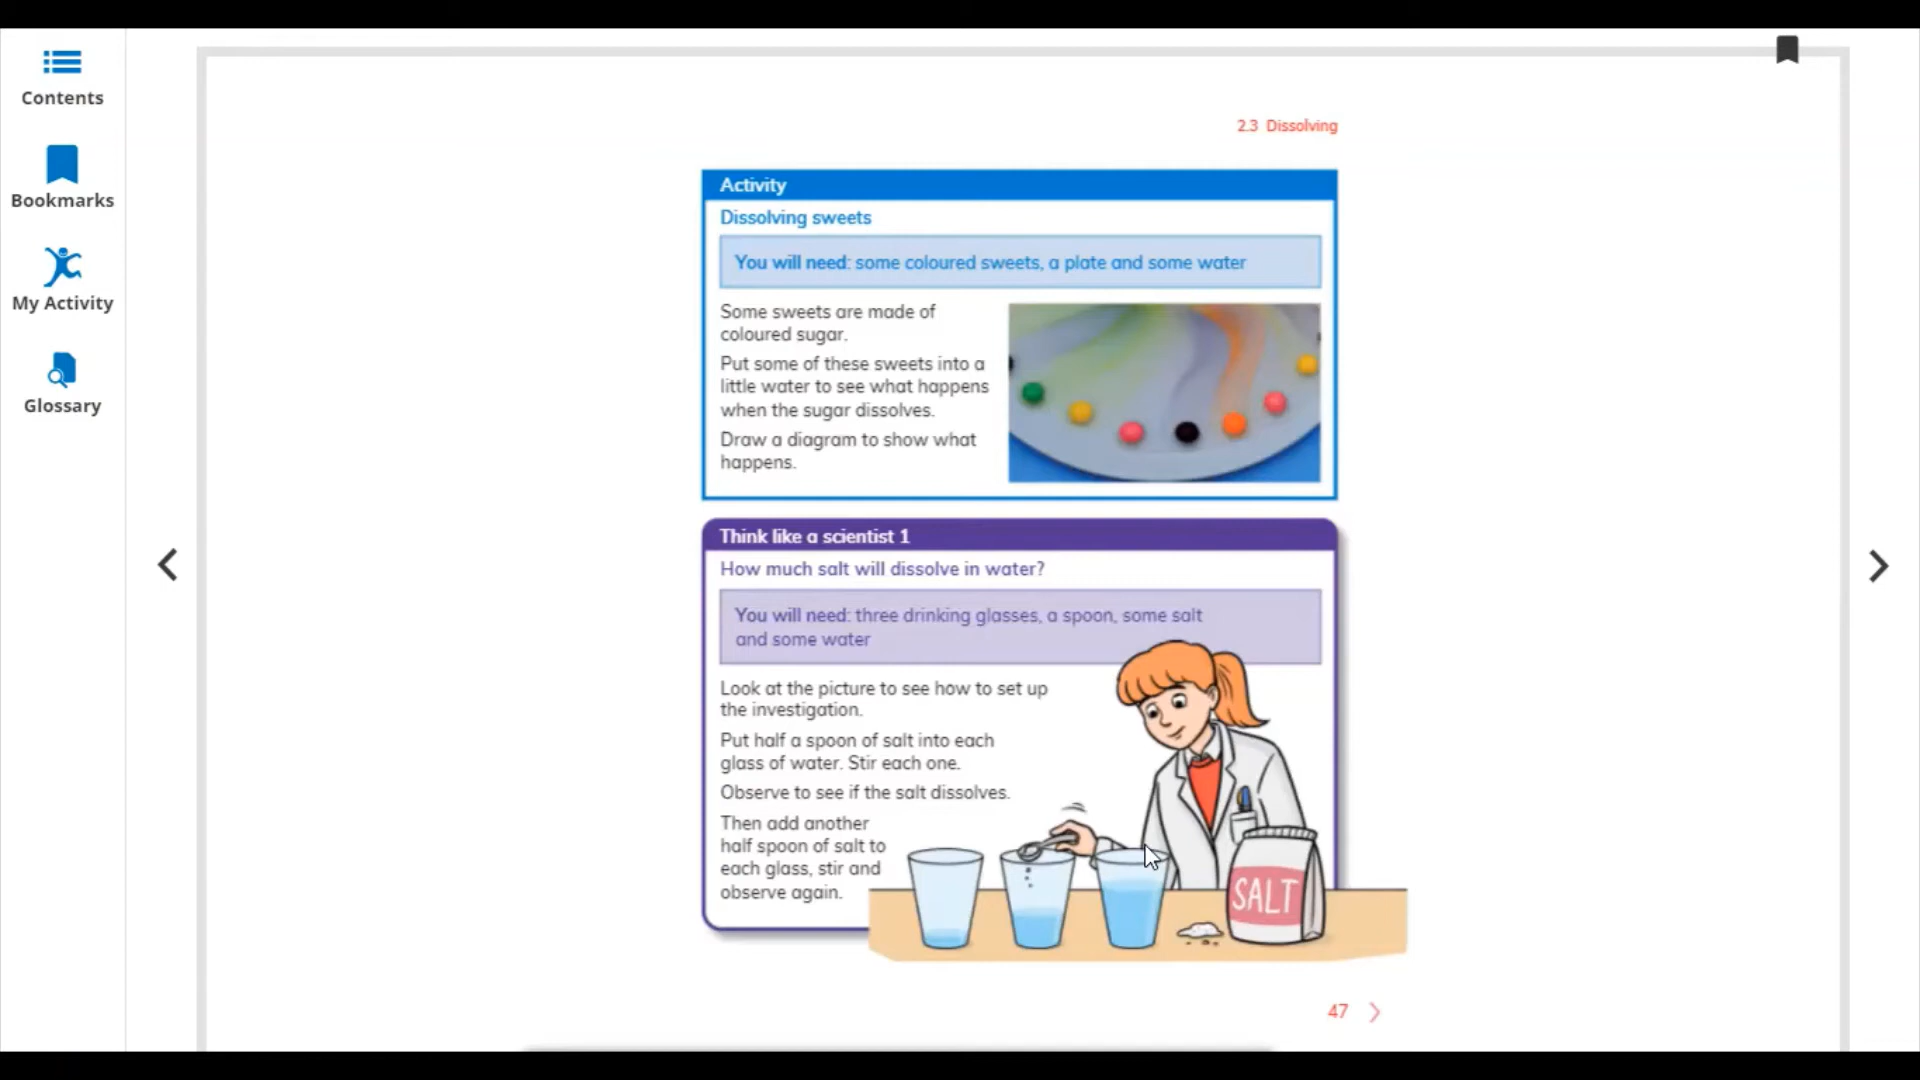 Contents
Bookmarks
My Activity
Glossary
2.3 Dissolving
Activity
Dissolving sweets
You will need: some coloured sweets, a plate and some water
Some sweets are made of
coloured sugar.
Put some of these sweets into a
little water to see what happens
when the sugar dissolves.
Draw a diagram to show what
happens.
Think like a scientist 1
How much salt will dissolve in water?
You will need: three drinking glasses, a spoon, some salt
and some water
Look at the picture to see how to set up
the investigation.
Put half a spoon of salt into each
glass of water. Stir each one.
Observe to see if the salt dissolves.
Then add another
half spoon of salt to
each glass, stir and
observe again.
SALT
47